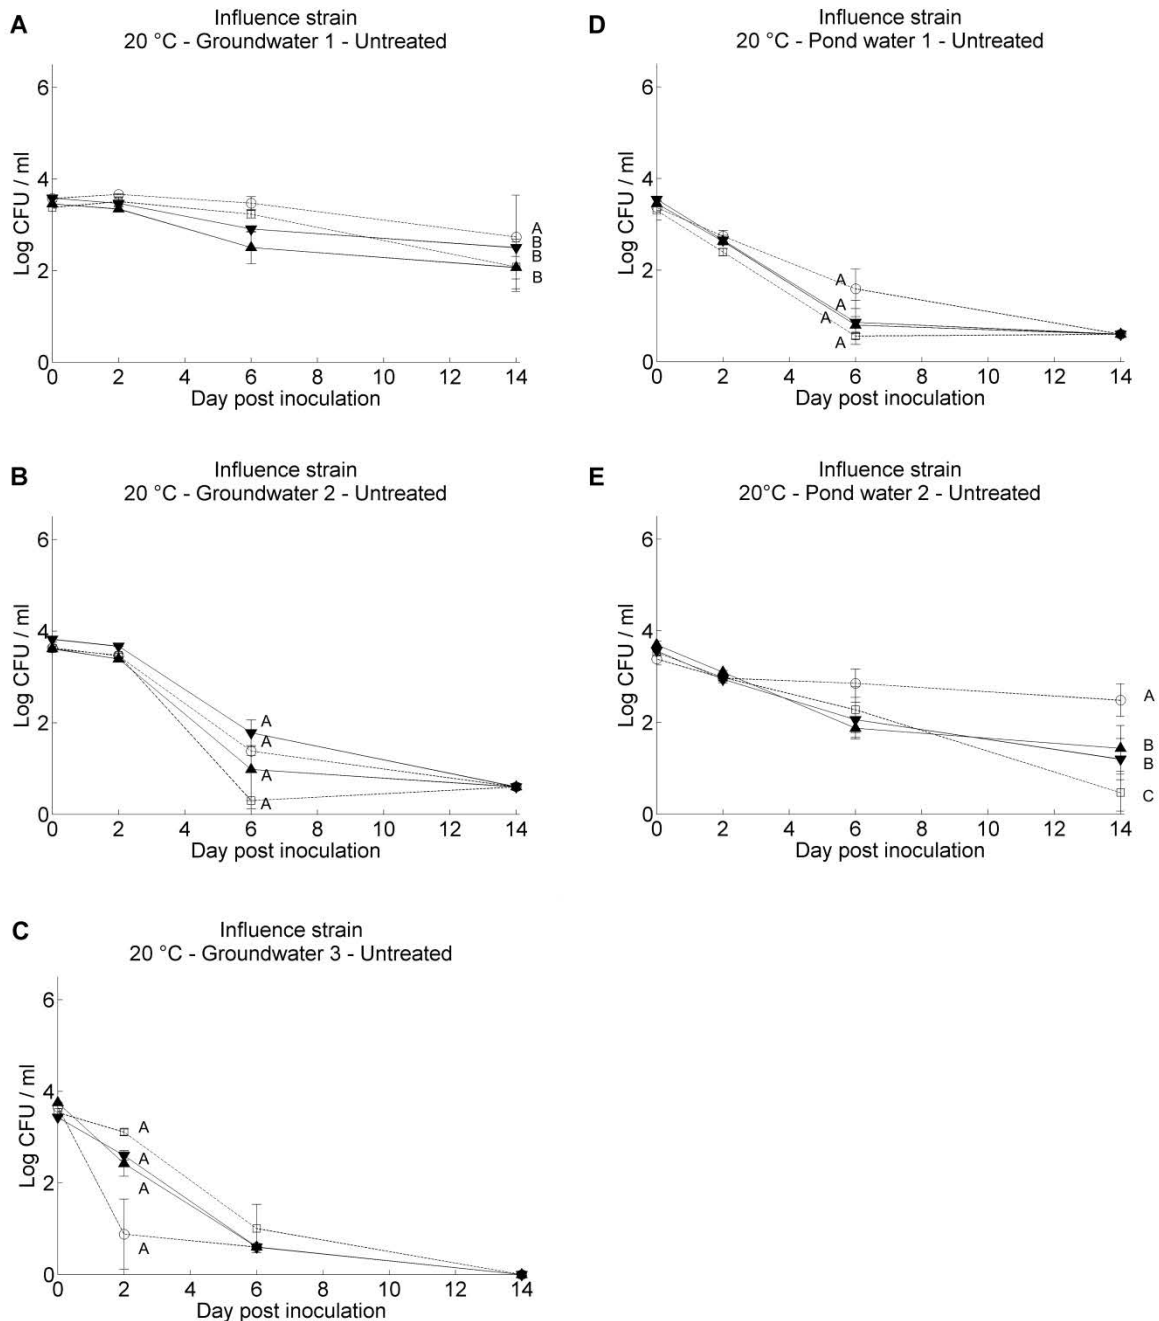 A
Influence strain
20 °C - Groundwater 1 - Untreated
Log CFU / ml
6
4
2
0
A
B
B
B
0 2 4 6 8 10 12 14
Day post inoculation
B
Influence strain
20 °C - Groundwater 2 - Untreated
Log CFU / ml
6
4
2
0
A
A
A
A
0 2 4 6 8 10 12 14
Day post inoculation
C
Influence strain
20 °C - Groundwater 3 - Untreated
Log CFU / ml
6
4
2
0
A
A
A
A
0 2 4 6 8 10 12 14
Day post inoculation
D
Influence strain
20 °C - Pond water 1 - Untreated
Log CFU / ml
6
4
2
0
A
A
A
A
0 2 4 6 8 10 12 14
Day post inoculation
E
Influence strain
20°C - Pond water 2 - Untreated
Log CFU / ml
6
4
2
0
A
B
B
C
0 2 4 6 8 10 12 14
Day post inoculation